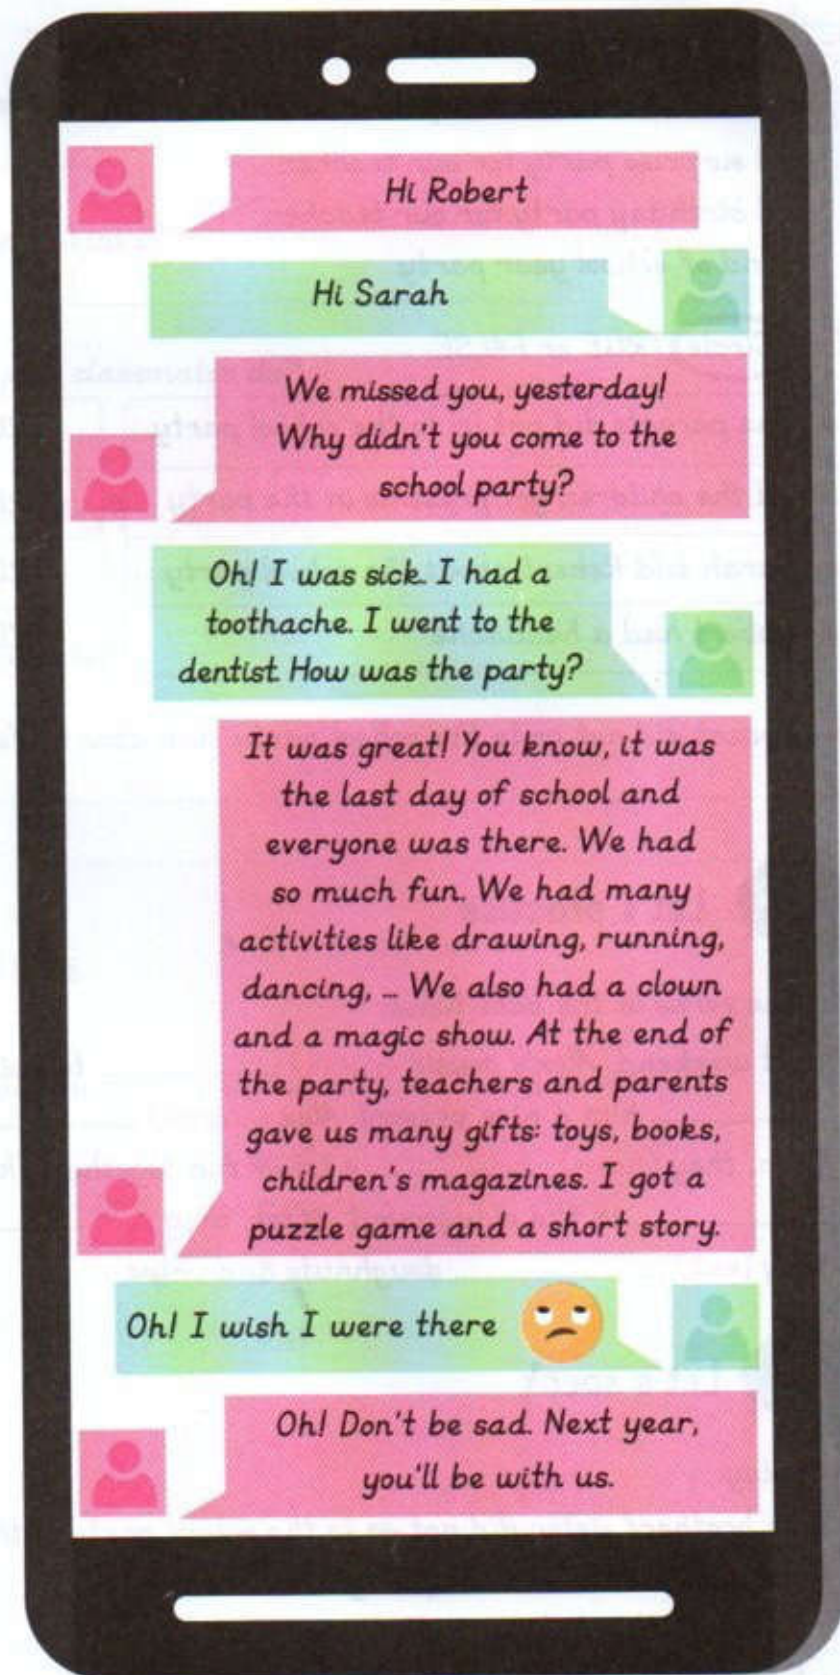 Hi Robert
Hi Sarah
We missed you, yesterday!
Why didn't you come to the
school party?
Oh! I was sick. I had a
toothache. I went to the
dentist. How was the party?
It was great! You know, it was
the last day of school and
everyone was there. We had
so much fun. We had many
activities like drawing, running,
dancing, ... We also had a clown
and a magic show. At the end of
the party, teachers and parents
gave us many gifts: toys, books,
children's magazines. I got a
puzzle game and a short story.
Oh! I wish I were there
Oh! Don't be sad. Next year,
you'll be with us.